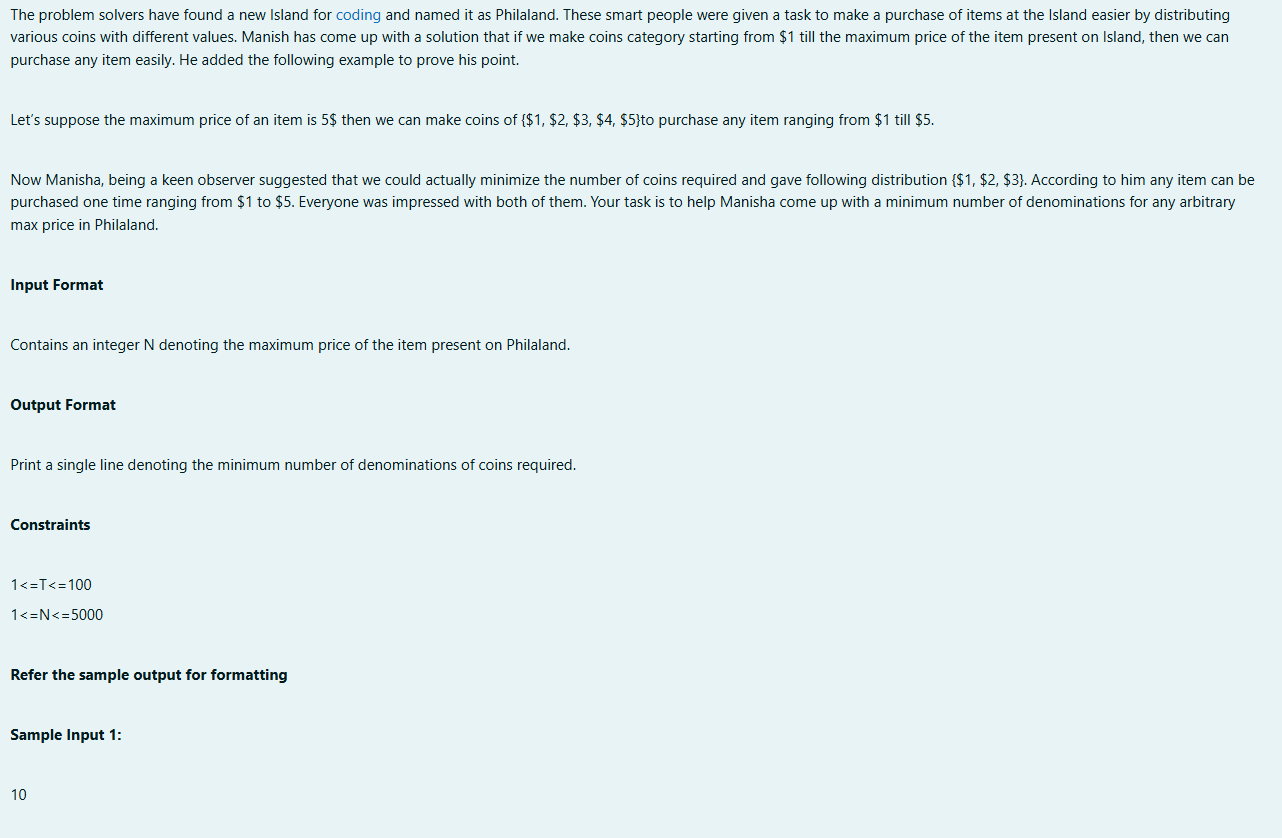 The problem solvers have found a new Island for coding and named it as Philaland. These smart people were given a task to make a purchase of items at the Island easier by distributing
various coins with different values. Manish has come up with a solution that if we make coins category starting from $1 till the maximum price of the item present on Island, then we can
purchase any item easily. He added the following example to prove his point.
Let's suppose the maximum price of an item is 5$ then we can make coins of {$1, $2, $3, $4, $5}to purchase any item ranging from $1 till $5.
Now Manisha, being a keen observer suggested that we could actually minimize the number of coins required and gave following distribution {$1, $2, $3}. According to him any item can be
purchased one time ranging from $1 to $5. Everyone was impressed with both of them. Your task is to help Manisha come up with a minimum number of denominations for any arbitrary
max price in Philaland.
Input Format
Contains an integer N denoting the maximum price of the item present on Philaland.
Output Format
Print a single line denoting the minimum number of denominations of coins required.
Constraints
1<=T<=100
1<=N<=5000
Refer the sample output for formatting
Sample Input 1:
10